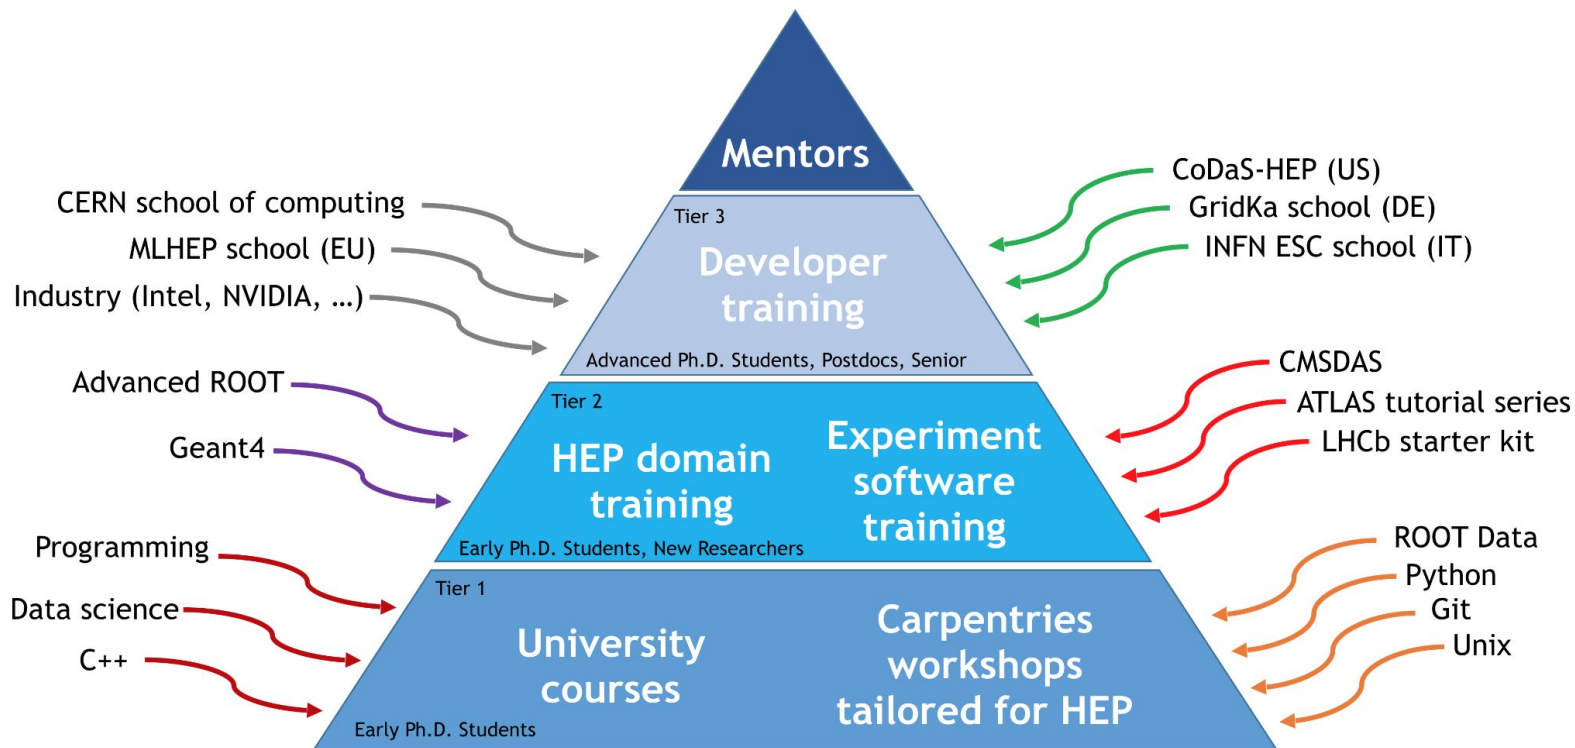 Mentors
CERN school of computing
MLHEP school (EU)
Industry (Intel, NVIDIA, …)
CoDaS-HEP (US)
GridKa school (DE)
INFN ESC school (IT)
Tier 3
Developer
training
Advanced Ph.D. Students, Postdocs, Senior
Advanced ROOT
Geant4
CMSDAS
ATLAS tutorial series
LHCb starter kit
Tier 2
HEP domain
training
Experiment
software
training
Early Ph.D. Students, New Researchers
Programming
Data science
C++
ROOT Data
Python
Git
Unix
Tier 1
University
courses
Carpentries
workshops
tailored for HEP
Early Ph.D. Students